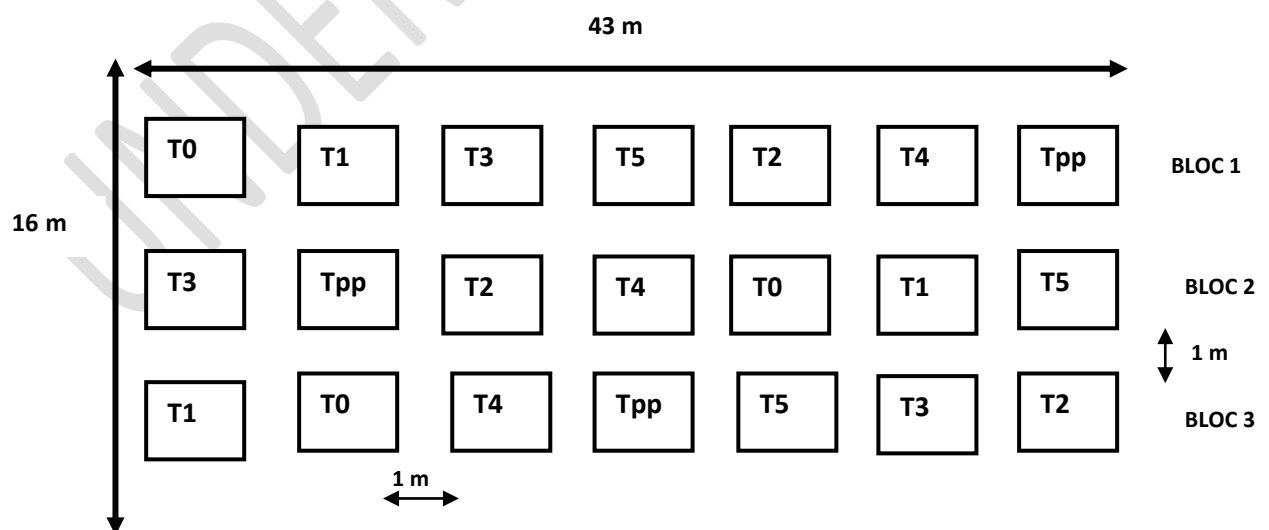 43 m
T0 T1 T3 T5 T2 T4 Tpp BLOC 1
16 m
T3 Tpp T2 T4 T0 T1 T5 BLOC 2
1 m
T1 T0 T4 Tpp T5 T3 T2 BLOC 3
1 m